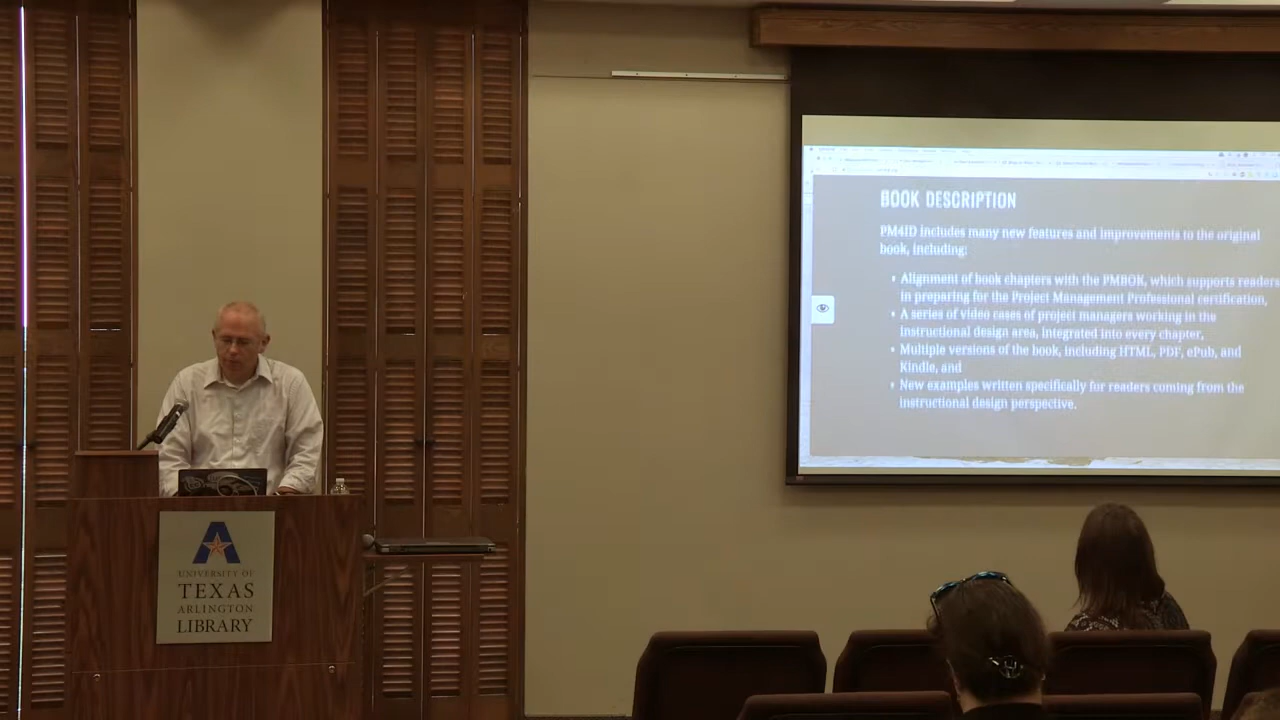 BOOK DESCRIPTION
PM4ID includes many new features and improvements to the original
book, including:
Alignment of book chapters with the PMBOK, which supports readers
in preparing for the Project Management Professional certification,
A series of video cases of project managers working in the
instructional design area, integrated into every chapter,
Multiple versions of the book, including HTML, PDF, ePub, and
Kindle, and
New examples written specifically for readers coming from the
instructional design perspective.
A
UNIVERSITY OF
TEXAS
ARLINGTON
LIBRARY